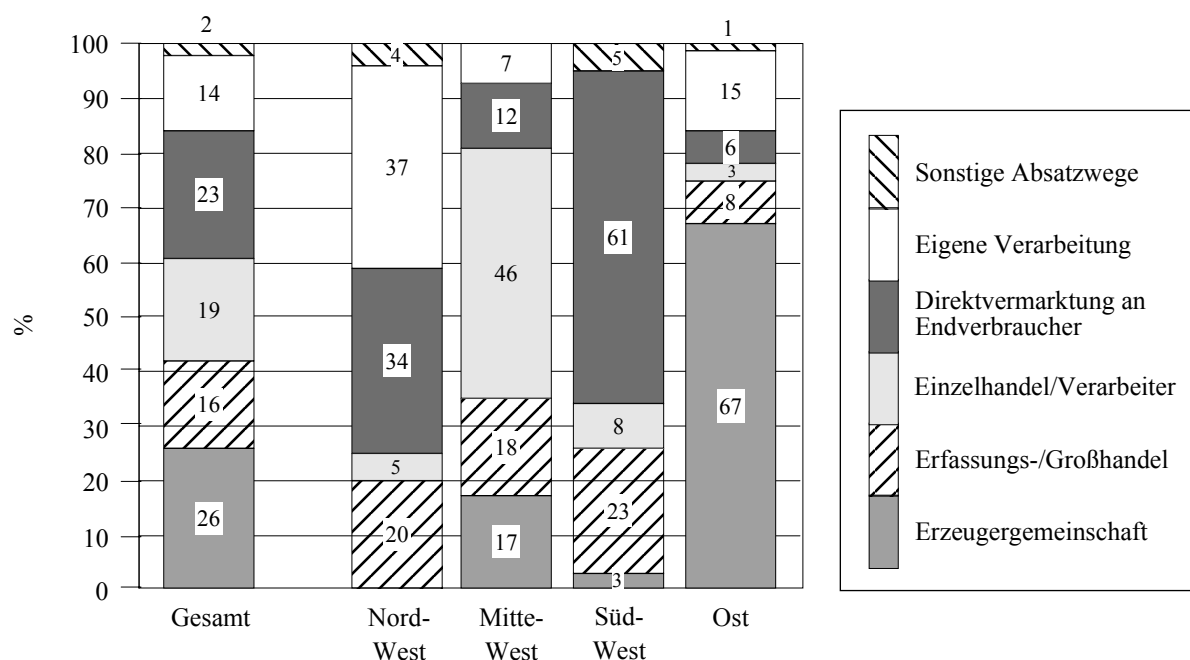 2
1
100
90
80
70
60
50
40
30
20
10
0
%
14
23
19
16
26
4
37
34
5
20
7
12
46
18
17
5
61
8
23
3
15
6
3
8
67
Gesamt
Nord-
West
Mitte-
West
Süd-
West
Ost
Sonstige Absatzwege
Eigene Verarbeitung
Direktvermarktung an
Endverbraucher
Einzelhandel/Verarbeiter
Erfassungs-/Großhandel
Erzeugergemeinschaft